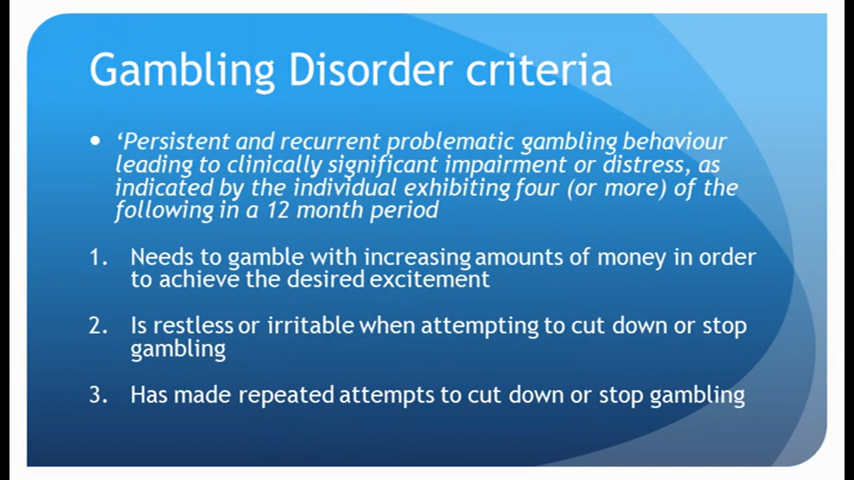 Gambling Disorder criteria
• ‘Persistent and recurrent problematic gambling behaviour
leading to clinically significant impairment or distress, as
indicated by the individual exhibiting four (or more) of the
following in a 12 month period
1. Needs to gamble with increasing amounts of money in order
to achieve the desired excitement
2. Is restless or irritable when attempting to cut down or stop
gambling
3. Has made repeated attempts to cut down or stop gambling